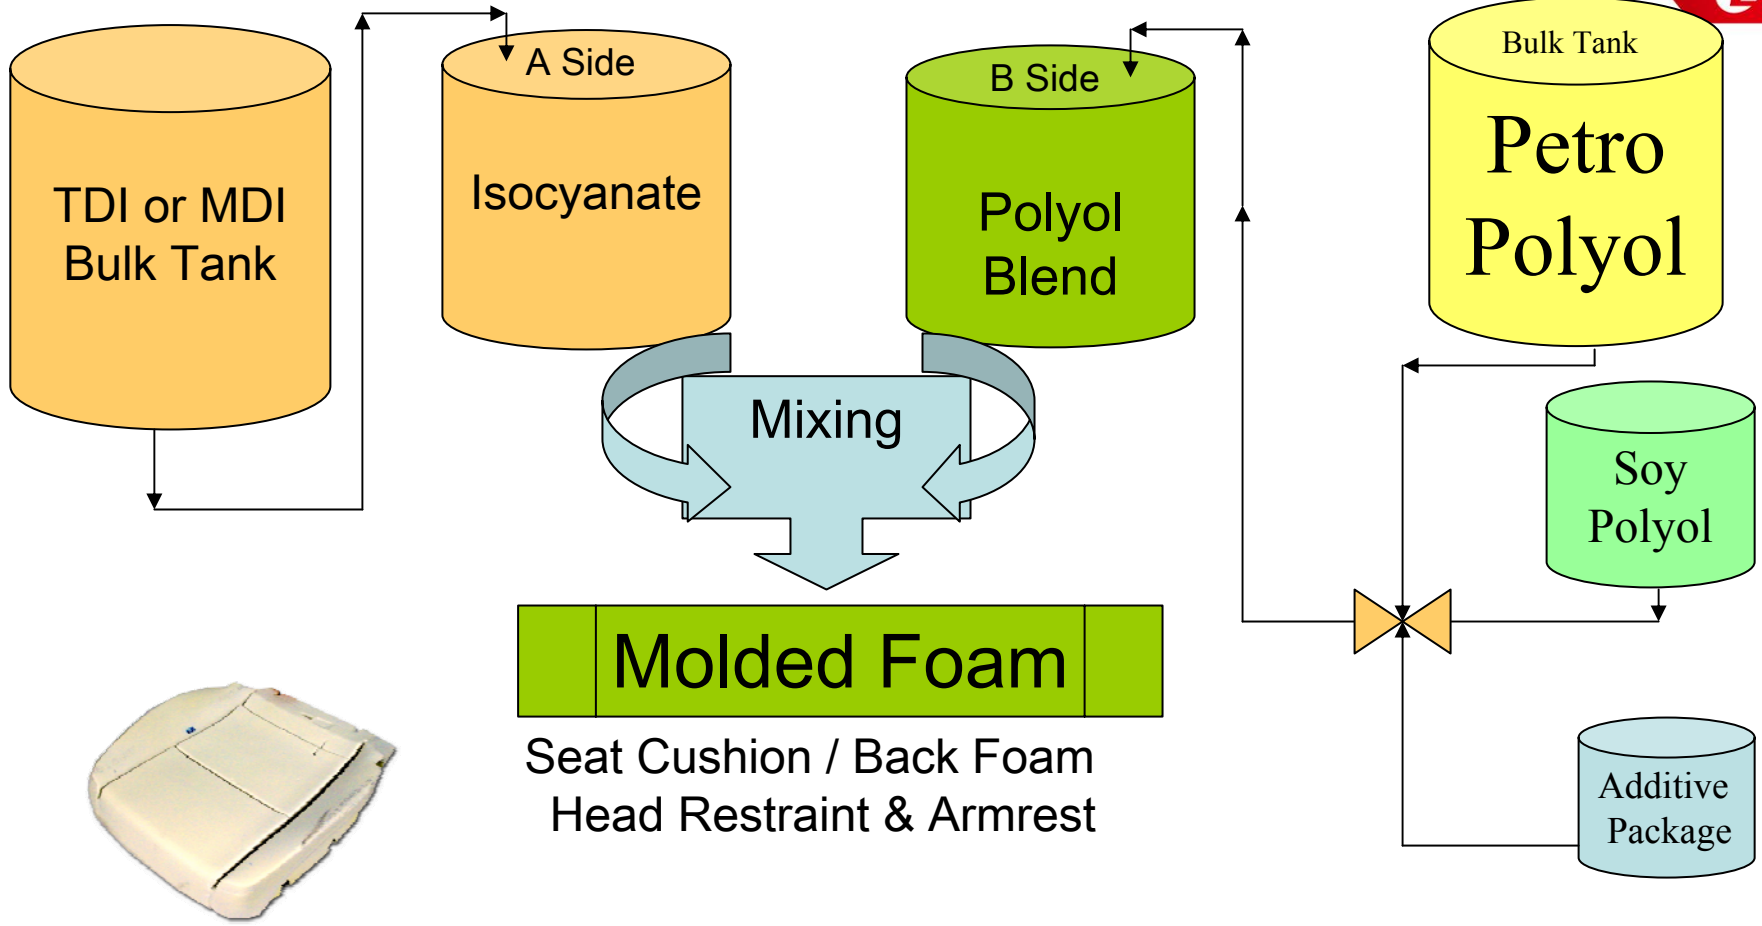 TDI or MDI
Bulk Tank
A Side
Isocyanate
B Side
Polyol
Blend
Bulk Tank
Petro
Polyol
Soy
Polyol
Additive
Package
Mixing
Molded Foam
Seat Cushion / Back Foam
Head Restraint & Armrest